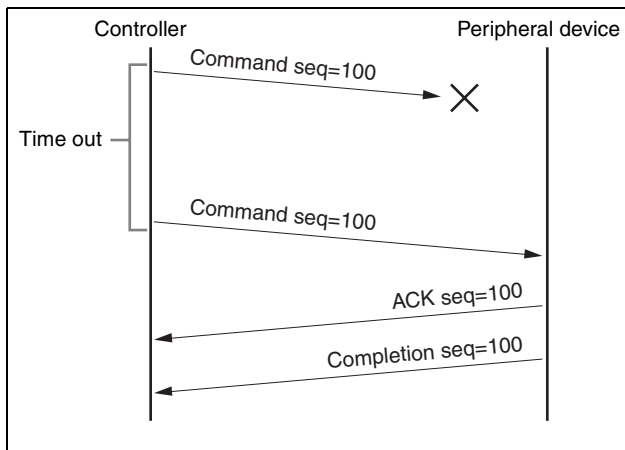 Controller
Peripheral device
Command seq=100
Time out
Command seq=100
ACK seq=100
Completion seq=100